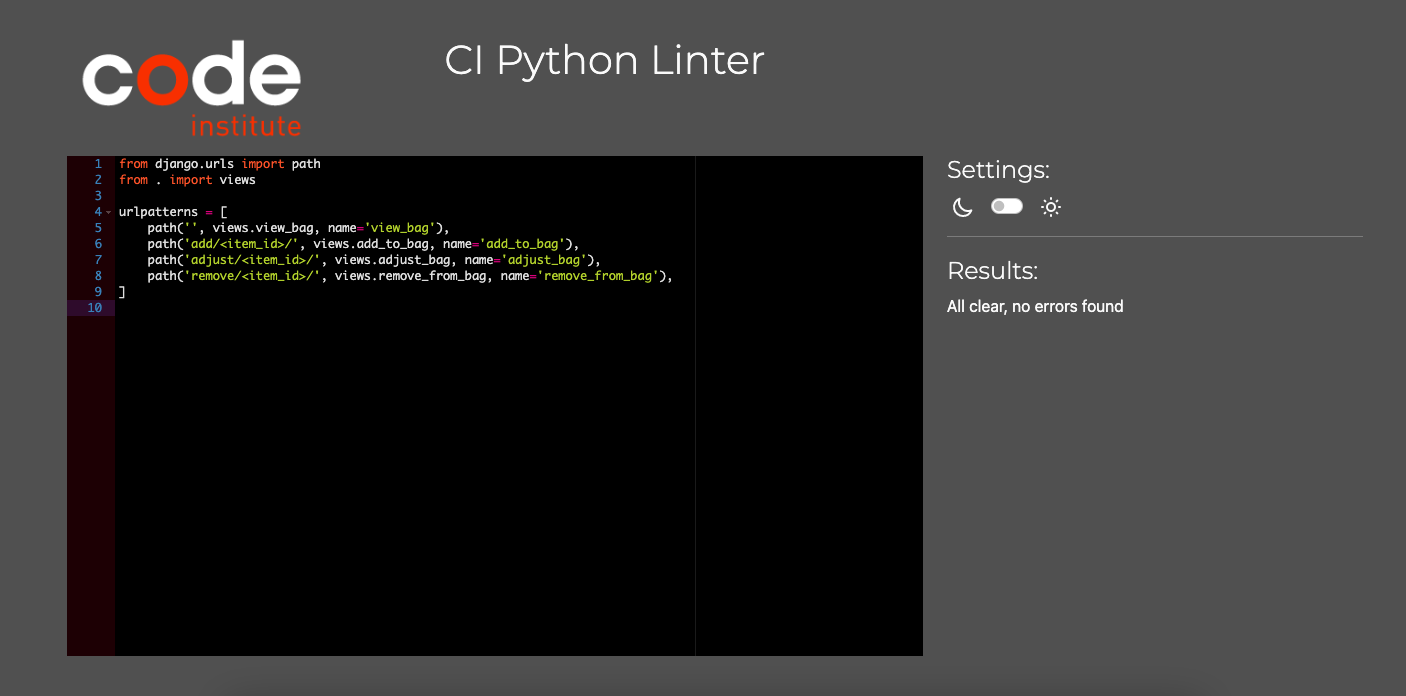 code
institute
CI Python Linter
1 from django.urls import path
2 from . import views
3
4 urlpatterns = [
5     path('', views.view_bag, name='view_bag'),
6     path('add/<item_id>/', views.add_to_bag, name='add_to_bag'),
7     path('adjust/<item_id>/', views.adjust_bag, name='adjust_bag'),
8     path('remove/<item_id>/', views.remove_from_bag, name='remove_from_bag'),
9 ]
10
Settings:
Results:
All clear, no errors found